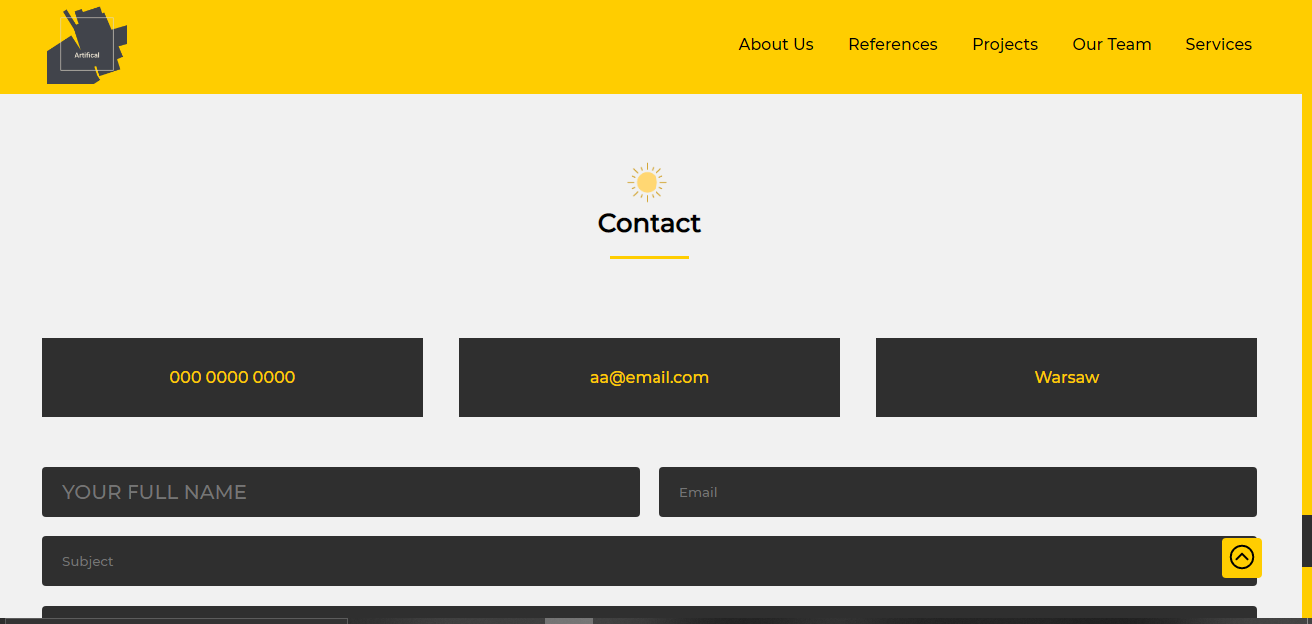 Artifical
About Us References Projects Our Team Services
Contact
000 0000 0000
aa@email.com
Warsaw
YOUR FULL NAME
Email
Subject